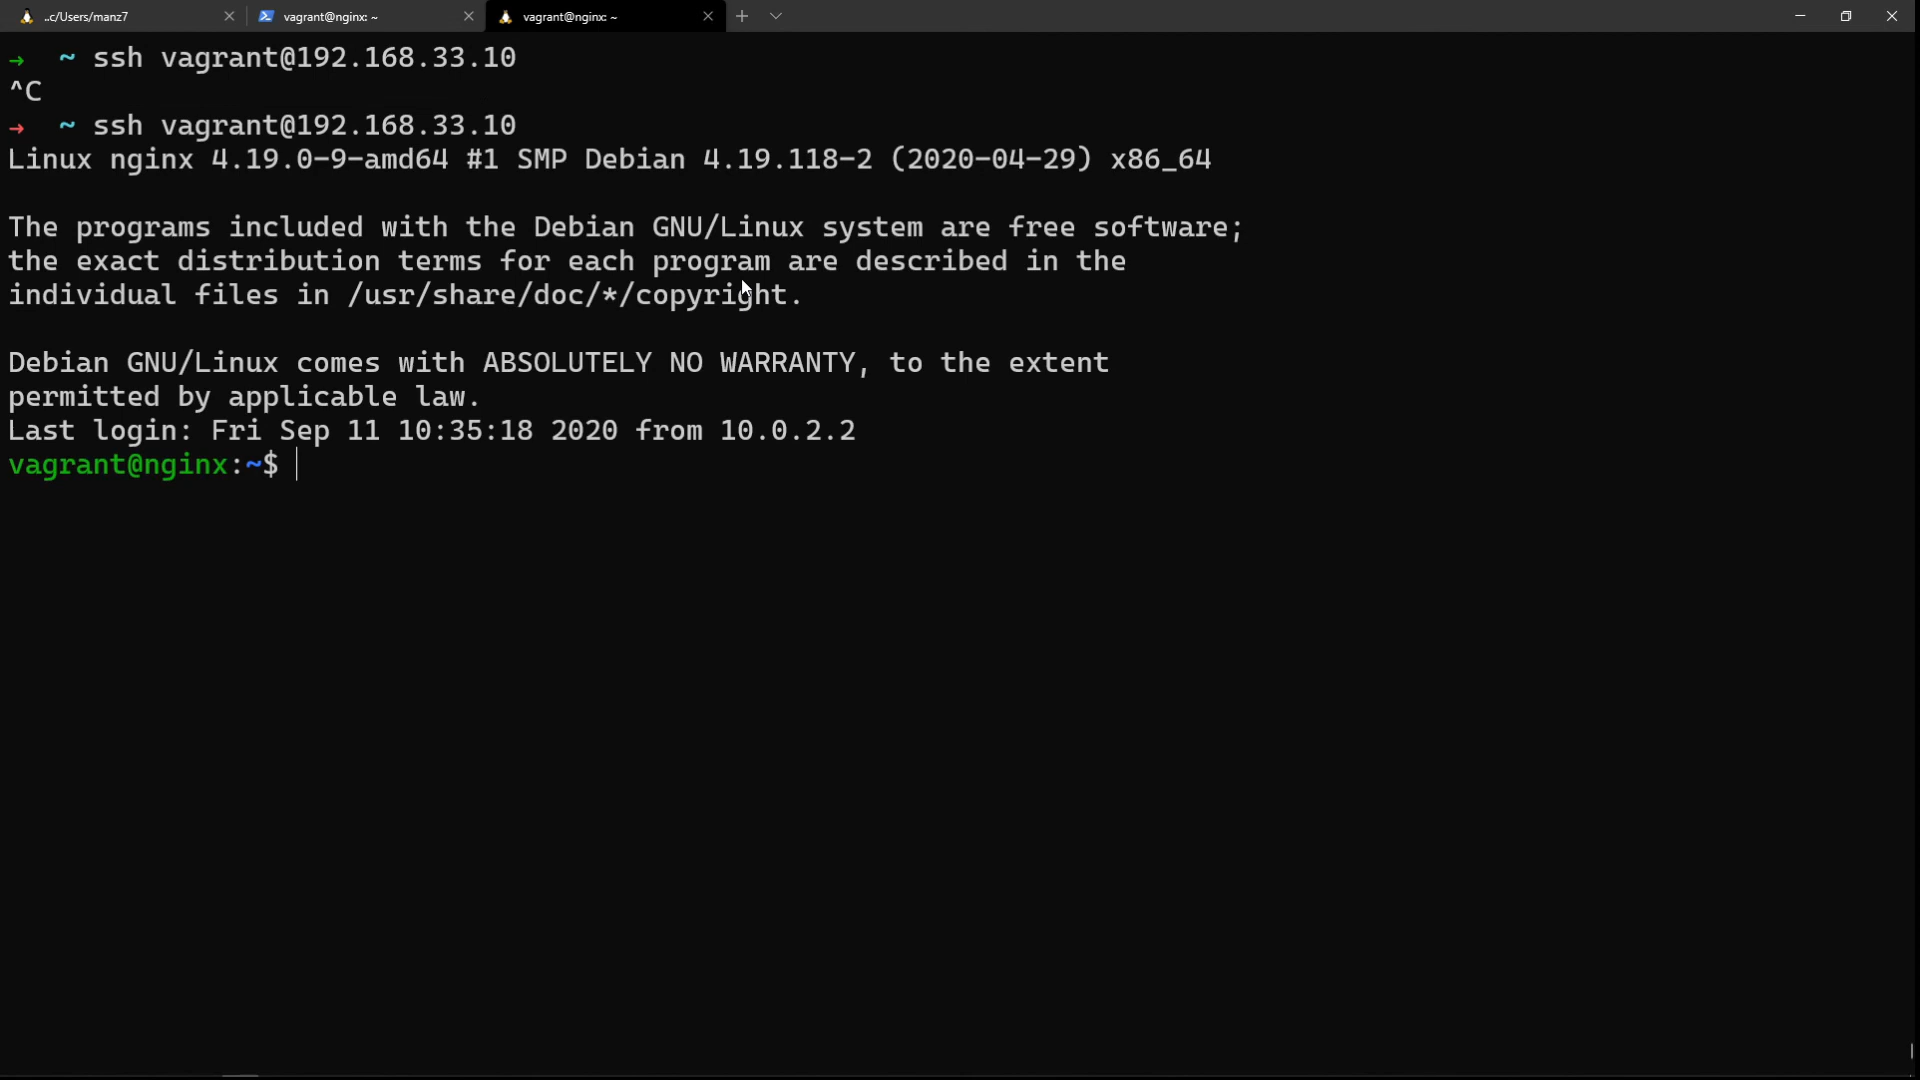 ..c/Users/manz7
vagrant@nginx: ~
vagrant@nginx: ~
→ ~ ssh vagrant@192.168.33.10
^C
→ ~ ssh vagrant@192.168.33.10
Linux nginx 4.19.0-9-amd64 #1 SMP Debian 4.19.118-2 (2020-04-29) x86_64
The programs included with the Debian GNU/Linux system are free software;
the exact distribution terms for each program are described in the
individual files in /usr/share/doc/*/copyright.
Debian GNU/Linux comes with ABSOLUTELY NO WARRANTY, to the extent
permitted by applicable law.
Last login: Fri Sep 11 10:35:18 2020 from 10.0.2.2
vagrant@nginx:~$